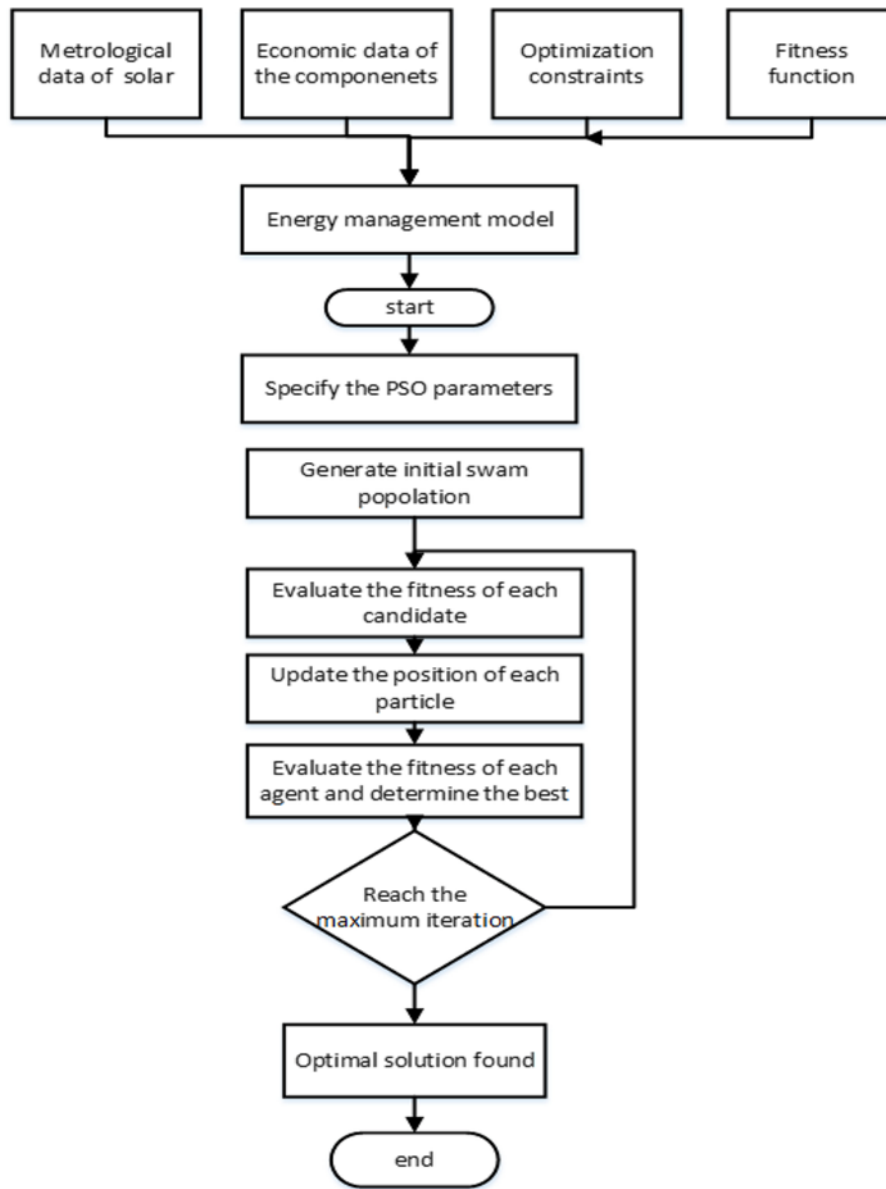 Metrological
data of solar
Economic data of
the componenets
Optimization
constraints
Fitness
function
Energy management model
start
Specify the PSO parameters
Generate initial swam
popolation
Evaluate the fitness of each
candidate
Update the position of each
particle
Evaluate the fitness of each
agent and determine the best
Reach the
maximum iteration
Optimal solution found
end